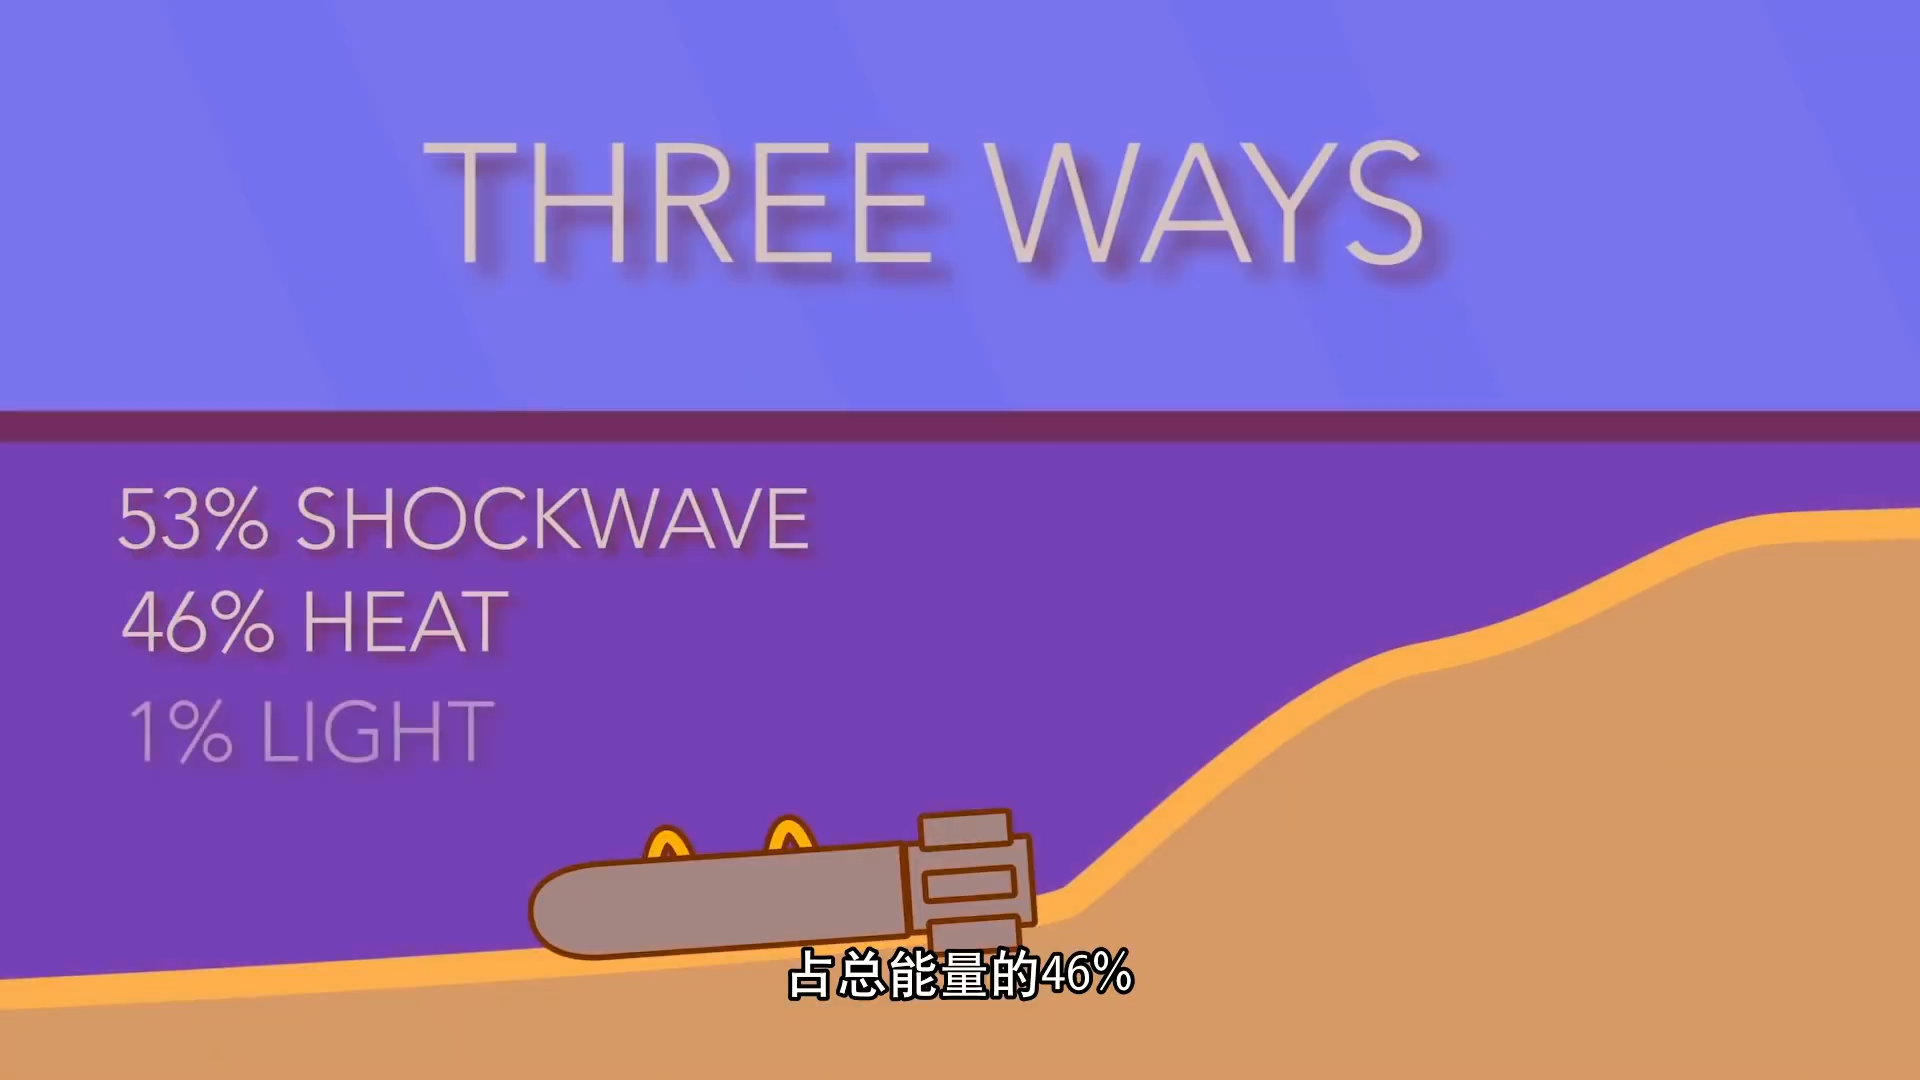 THREE WAYS
53% SHOCKWAVE
46% HEAT
1% LIGHT
占总能量的46%